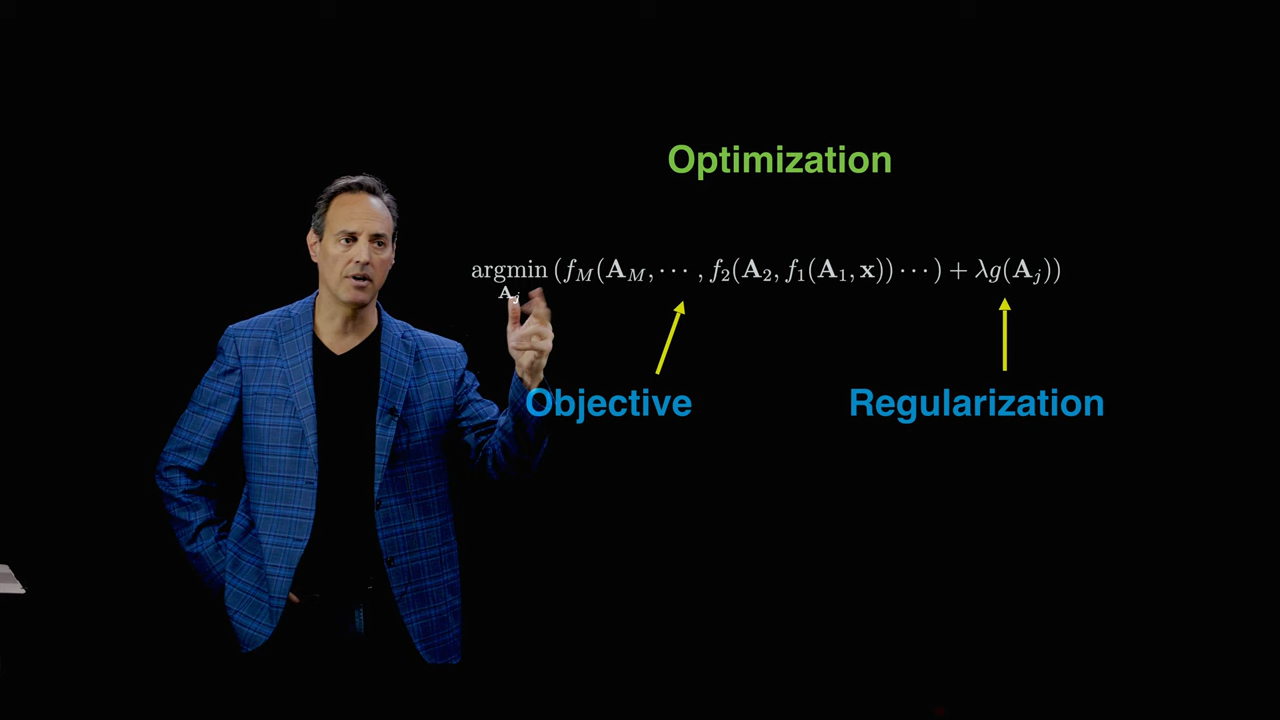 Optimization
argmin (f_M(A_M, ⋯ , f_2(A_2, f_1(A_1, x)) ⋯ ) + λg(A_j))
A_j
Objective Regularization